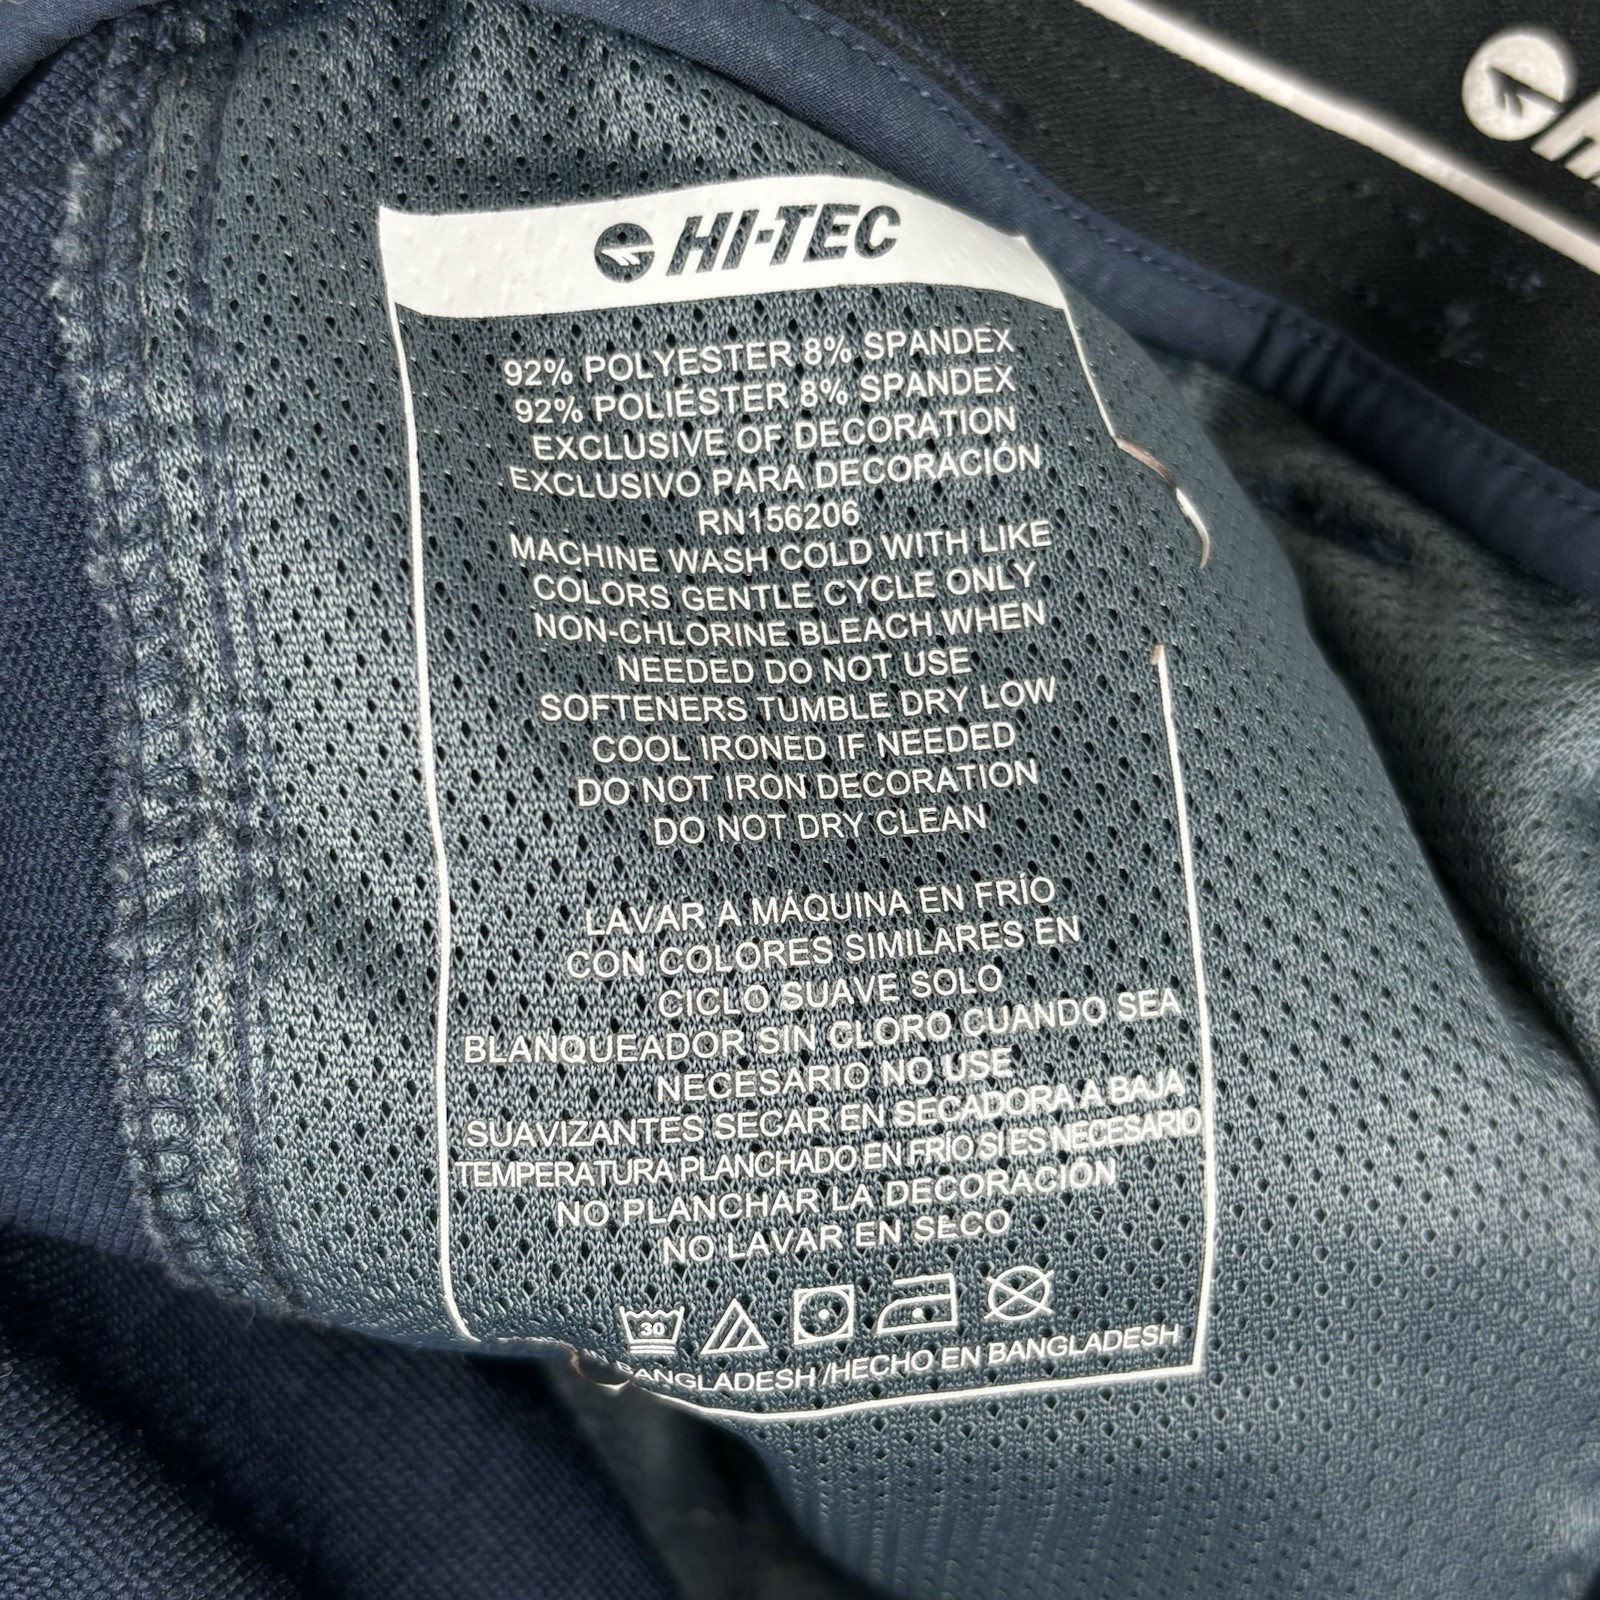 HI-TEC
92% POLYESTER 8% SPANDEX
92% POLIÉSTER 8% SPANDEX
EXCLUSIVE OF DECORATION
EXCLUSIVO PARA DECORACIÓN
RN156206
MACHINE WASH COLD WITH LIKE
COLORS GENTLE CYCLE ONLY
NON-CHLORINE BLEACH WHEN
NEEDED DO NOT USE
SOFTENERS TUMBLE DRY LOW
COOL IRONED IF NEEDED
DO NOT IRON DECORATION
DO NOT DRY CLEAN
LAVAR A MÁQUINA EN FRÍO
CON COLORES SIMILARES EN
CICLO SUAVE SOLO
BLANQUEADOR SIN CLORO CUANDO SEA
NECESARIO NO USE
SUAVIZANTES SECAR EN SECADORA A BAJA
TEMPERATURA PLANCHADO EN FRÍO SI ES NECESARIO
NO PLANCHAR LA DECORACIÓN
NO LAVAR EN SECO
30
BANGLADESH /HECHO EN BANGLADESH